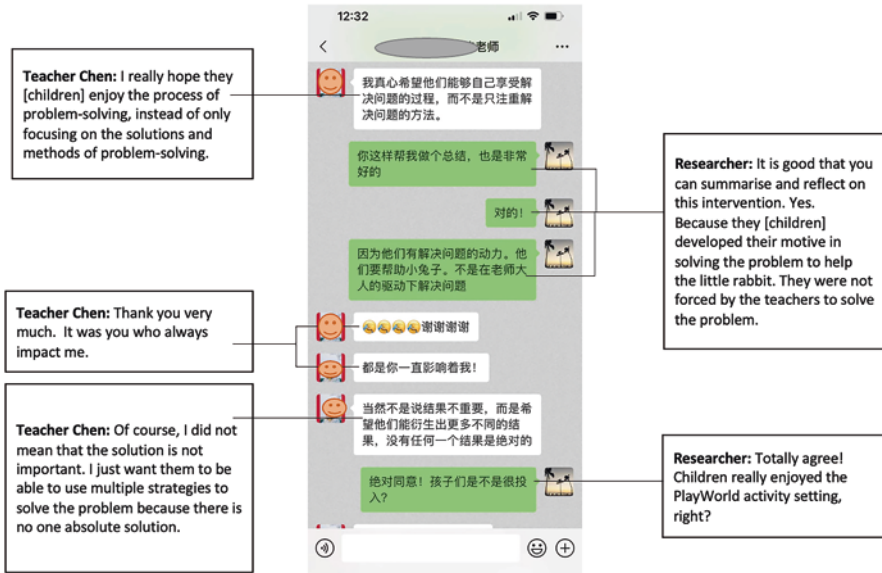 12:32
老师
Teacher Chen: I really hope they
[children] enjoy the process of
problem-solving, instead of only
focusing on the solutions and
methods of problem-solving.
我真心希望他们能够自己享受解
决问题的过程，而不是只注重解
决问题的方法。
你这样帮我做个总结，也是非常
好的
对的！
因为他们有解决问题的动力。他
们要帮助小兔子。不是在老师大
人的驱动下解决问题
Researcher: It is good that you
can summarise and reflect on
this intervention. Yes.
Because they [children]
developed their motive in
solving the problem to help
the little rabbit. They were not
forced by the teachers to solve
the problem.
Teacher Chen: Thank you very
much.  It was you who always
impact me.
谢谢谢谢
都是你一直影响着我！
Teacher Chen: Of course, I did not
mean that the solution is not
important. I just want them to be
able to use multiple strategies to
solve the problem because there is
no one absolute solution.
当然不是说结果不重要，而是希
望他们能衍生出更多不同的结
果，没有任何一个结果是绝对的
绝对同意！孩子们是不是很投
入？
Researcher: Totally agree!
Children really enjoyed the
PlayWorld activity setting,
right?